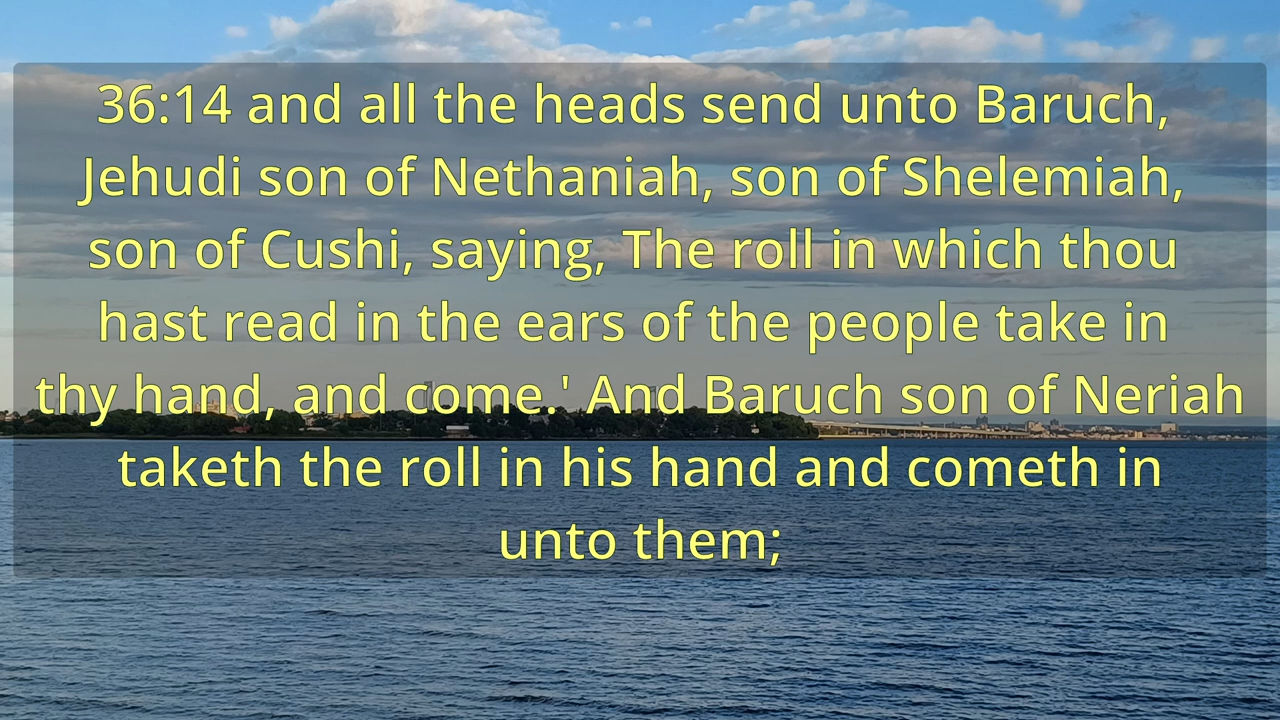 36:14 and all the heads send unto Baruch,
Jehudi son of Nethaniah, son of Shelemiah,
son of Cushi, saying, The roll in which thou
hast read in the ears of the people take in
thy hand, and come.' And Baruch son of Neriah
taketh the roll in his hand and cometh in
unto them;